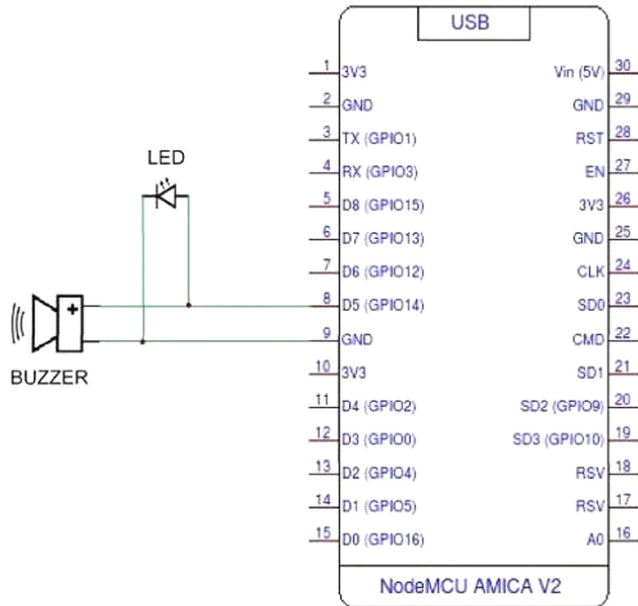 USB
1 3V3 Vin (5V) 30
2 GND GND 29
3 TX (GPIO1) RST 28
LED
4 RX (GPIO3) EN 27
5 D8 (GPIO15) 3V3 26
6 D7 (GPIO13) GND 25
7 D6 (GPIO12) CLK 24
+ 8 D5 (GPIO14) SD0 23
9 GND CMD 22
BUZZER
10 3V3 SD1 21
11 D4 (GPIO2) SD2 (GPIO9) 20
12 D3 (GPIO0) SD3 (GPIO10) 19
13 D2 (GPIO4) RSV 18
14 D1 (GPIO5) RSV 17
15 D0 (GPIO16) A0 16
NodeMCU AMICA V2